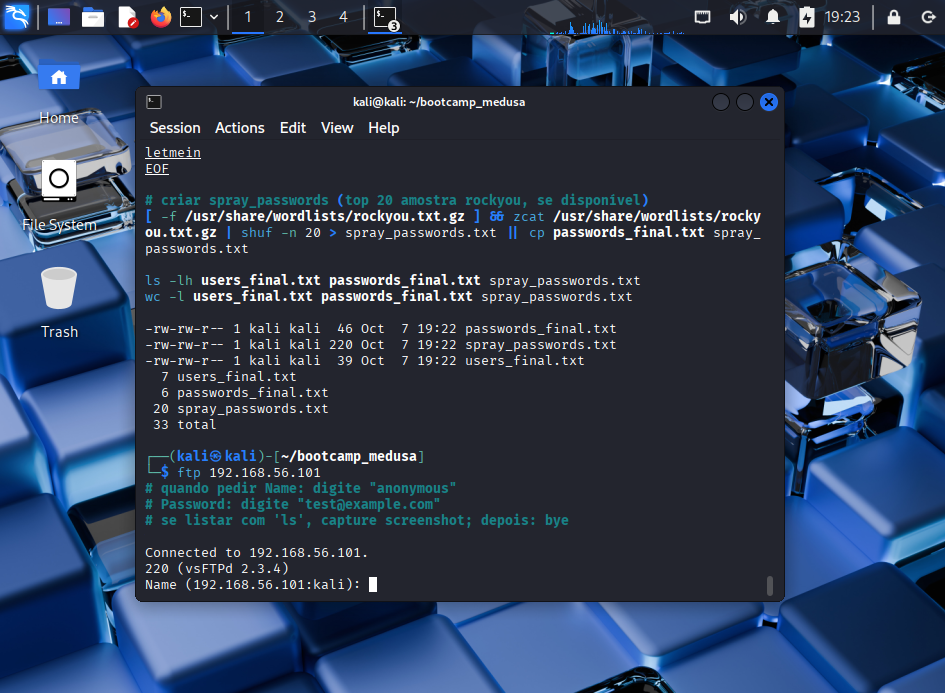 1 2 3 4
3
19:23
Home
File System
Trash
kali@kali: ~/bootcamp_medusa
Session Actions Edit View Help
letmein
EOF
# criar spray_passwords (top 20 amostra rockyou, se disponível)
[ -f /usr/share/wordlists/rockyou.txt.gz ] && zcat /usr/share/wordlists/rocky
ou.txt.gz | shuf -n 20 > spray_passwords.txt || cp passwords_final.txt spray_
passwords.txt
ls -lh users_final.txt passwords_final.txt spray_passwords.txt
wc -l users_final.txt passwords_final.txt spray_passwords.txt
-rw-rw-r-- 1 kali kali  46 Oct  7 19:22 passwords_final.txt
-rw-rw-r-- 1 kali kali 220 Oct  7 19:22 spray_passwords.txt
-rw-rw-r-- 1 kali kali  39 Oct  7 19:22 users_final.txt
  7 users_final.txt
  6 passwords_final.txt
 20 spray_passwords.txt
 33 total
┌──(kali㉿kali)-[~/bootcamp_medusa]
└─$ ftp 192.168.56.101
# quando pedir Name: digite "anonymous"
# Password: digite "test@example.com"
# se listar com 'ls', capture screenshot; depois: bye
Connected to 192.168.56.101.
220 (vsFTPd 2.3.4)
Name (192.168.56.101:kali):